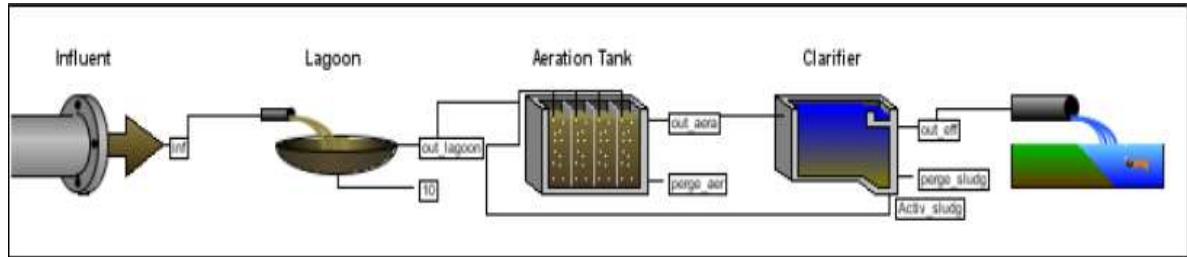 Influent
Lagoon
Aeration Tank
Clarifier
inf
out_lagoon
10
out_aera
perge_aer
out_eff
perge_sludg
Activ_sludg